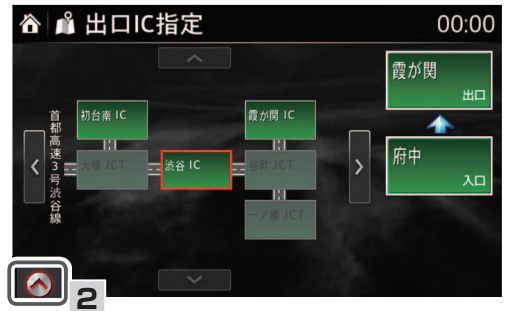 出口IC指定
00:00
首都高速3号渋谷線
初台南 IC
霞が関 IC
大橋 JCT
渋谷 IC
谷町 JCT
一ノ橋 JCT
霞が関
出口
府中
入口
2